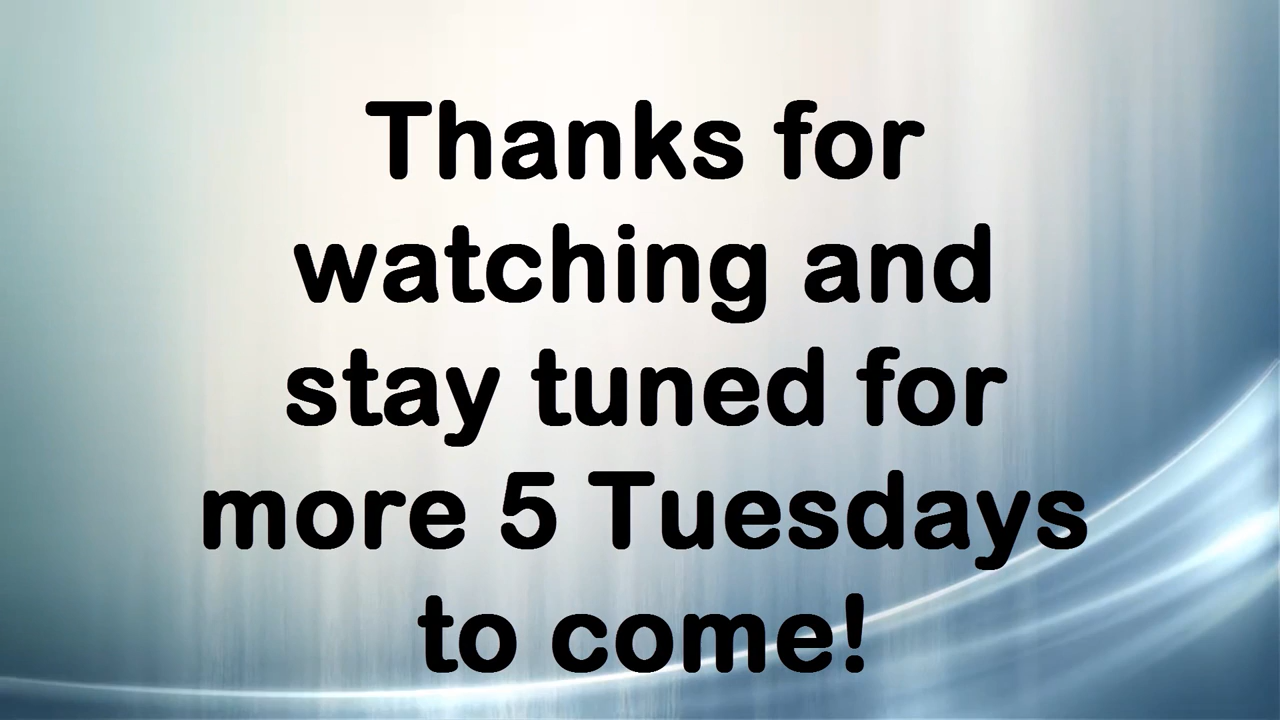 Thanks for
watching and
stay tuned for
more 5 Tuesdays
to come!